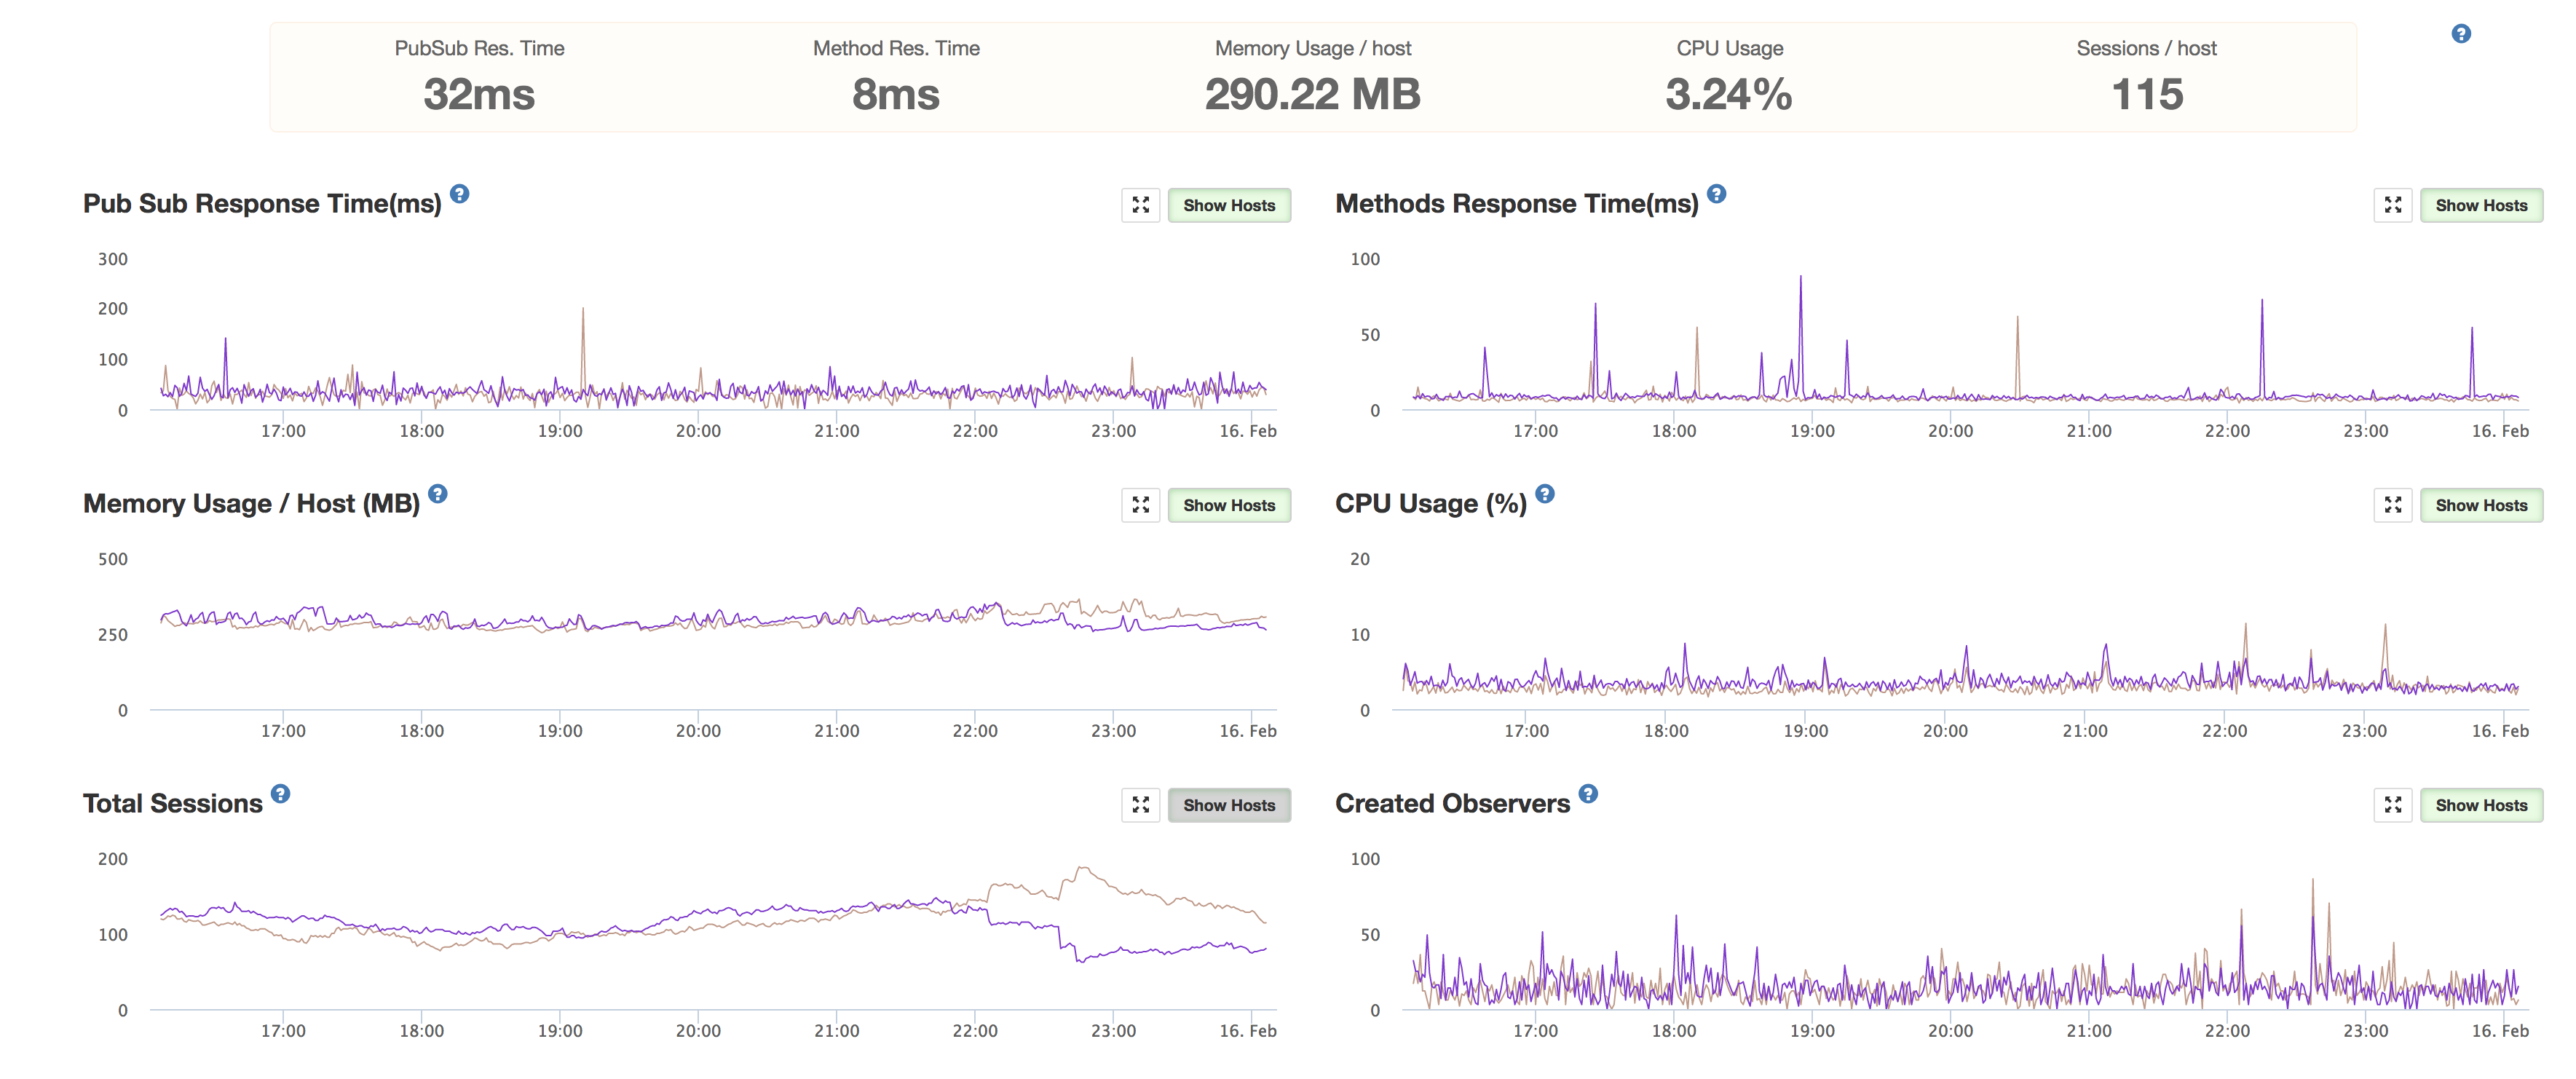 PubSub Res. Time Method Res. Time Memory Usage / host CPU Usage Sessions / host
32ms 8ms 290.22 MB 3.24% 115
Pub Sub Response Time(ms) Show Hosts
300
200
100
0
17:00 18:00 19:00 20:00 21:00 22:00 23:00 16. Feb
Methods Response Time(ms) Show Hosts
100
50
0
17:00 18:00 19:00 20:00 21:00 22:00 23:00 16. Feb
Memory Usage / Host (MB) Show Hosts
500
250
0
17:00 18:00 19:00 20:00 21:00 22:00 23:00 16. Feb
CPU Usage (%) Show Hosts
20
10
0
17:00 18:00 19:00 20:00 21:00 22:00 23:00 16. Feb
Total Sessions Show Hosts
200
100
0
17:00 18:00 19:00 20:00 21:00 22:00 23:00 16. Feb
Created Observers Show Hosts
100
50
0
17:00 18:00 19:00 20:00 21:00 22:00 23:00 16. Feb